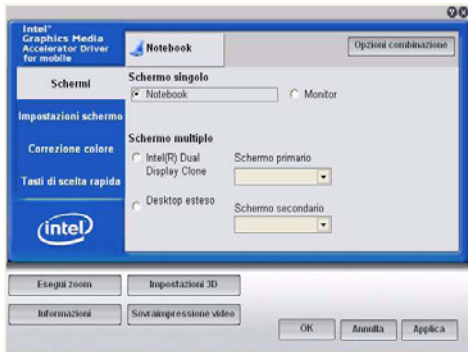 Intel®
Graphics Media
Accelerator Driver
for mobile
Notebook
Opzioni combinazione
Schermi
Impostazioni schermo
Correzione colore
Tasti di scelta rapida
intel
Schermo singolo
Notebook
Monitor
Schermo multiplo
Intel(R) Dual
Display Clone
Schermo primario
Desktop esteso
Schermo secondario
Esegui zoom
Impostazioni 3D
Informazioni
Sovraimpressione video
OK
Annulla
Applica